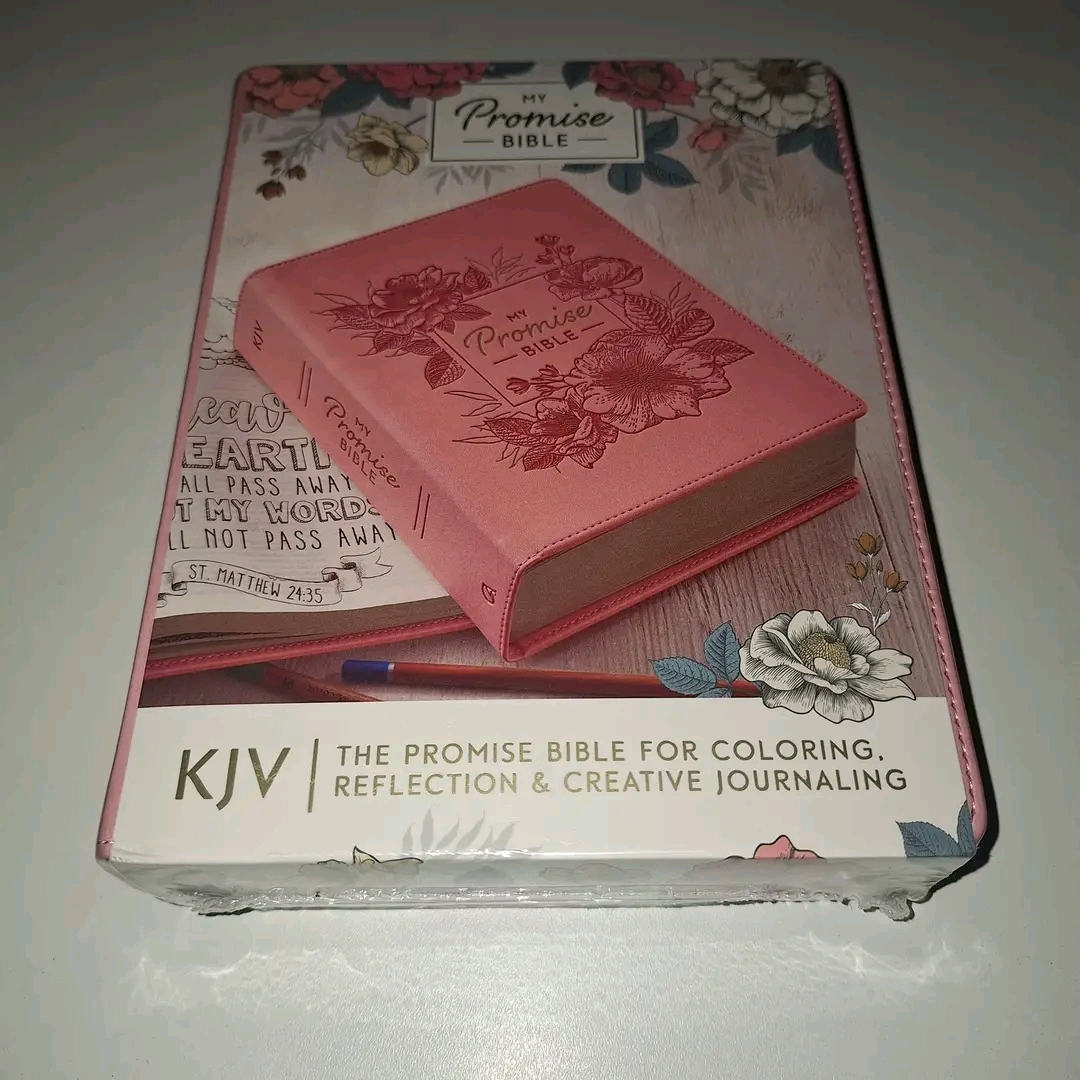 MY
Promise
BIBLE
MY
Promise
BIBLE
KJV
MY
Promise
BIBLE
EARTH
ALL PASS AWAY
T MY WORDS
LL NOT PASS AWAY
ST. MATTHEW 24:35
KJV
THE PROMISE BIBLE FOR COLORING,
REFLECTION & CREATIVE JOURNALING